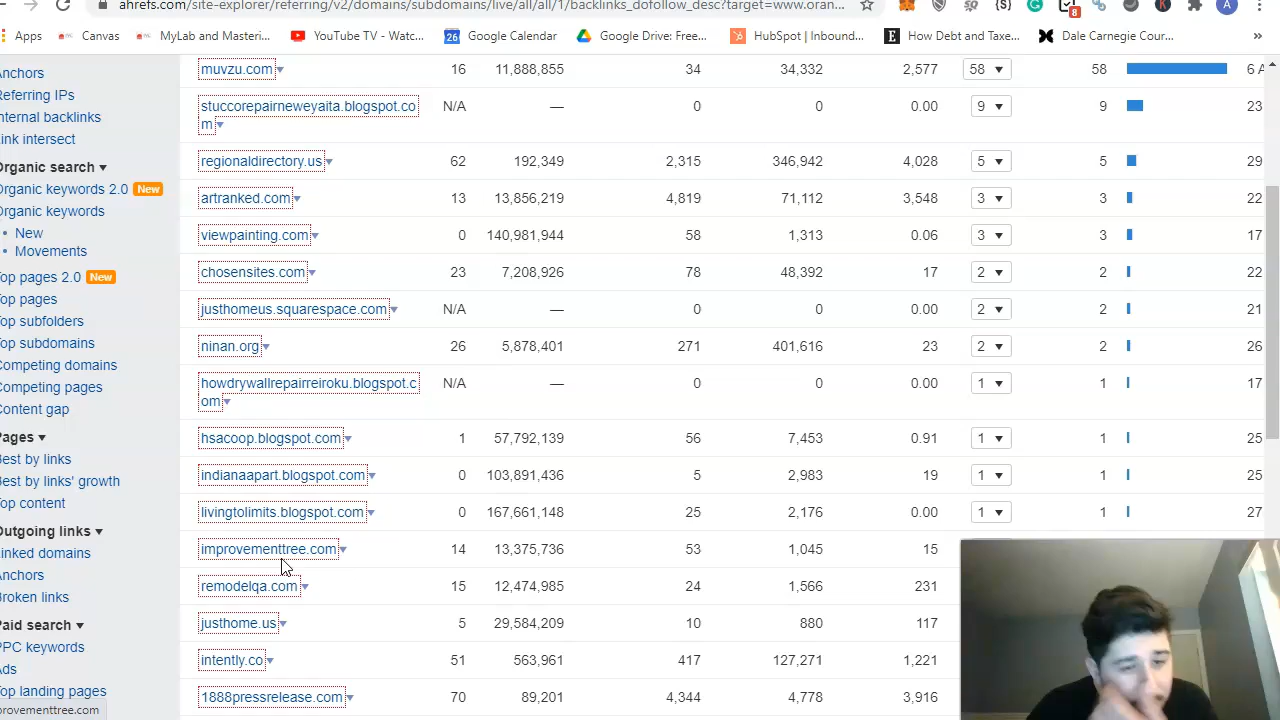 ahrefs.com/site-explorer/referring/v2/domains/subdomains/live/all/all/1/backlinks_dofollow_desc?target=www.oran...
8
A
Apps Canvas MyLab and Masteri... YouTube TV - Watc... 26 Google Calendar Google Drive: Free... HubSpot | Inbound... E How Debt and Taxe... Dale Carnegie Cour... »
Anchors
Referring IPs
nternal backlinks
ink intersect
Organic search
Organic keywords 2.0 New
Organic keywords
• New
• Movements
op pages 2.0 New
op pages
op subfolders
op subdomains
Competing domains
Competing pages
Content gap
Pages
Best by links
Best by links' growth
op content
Outgoing links
inked domains
Anchors
Broken links
Paid search
PPC keywords
Ads
op landing pages
rovementtree.com
muvzu.com 16 11,888,855 34 34,332 2,577 58 58 6 A
stuccorepairneweyaita.blogspot.co N/A — 0 0 0.00 9 9 23
m
regionaldirectory.us 62 192,349 2,315 346,942 4,028 5 5 29
artranked.com 13 13,856,219 4,819 71,112 3,548 3 3 22
viewpainting.com 0 140,981,944 58 1,313 0.06 3 3 17
chosensites.com 23 7,208,926 78 48,392 17 2 2 22
justhomeus.squarespace.com N/A — 0 0 0.00 2 2 21
ninan.org 26 5,878,401 271 401,616 23 2 2 26
howdrywallrepairreiroku.blogspot.c N/A — 0 0 0.00 1 1 17
om
hsacoop.blogspot.com 1 57,792,139 56 7,453 0.91 1 1 25
indianaapart.blogspot.com 0 103,891,436 5 2,983 19 1 1 25
livingtolimits.blogspot.com 0 167,661,148 25 2,176 0.00 1 1 27
improvementtree.com 14 13,375,736 53 1,045 15
remodelqa.com 15 12,474,985 24 1,566 231
justhome.us 5 29,584,209 10 880 117
intently.co 51 563,961 417 127,271 1,221
1888pressrelease.com 70 89,201 4,344 4,778 3,916